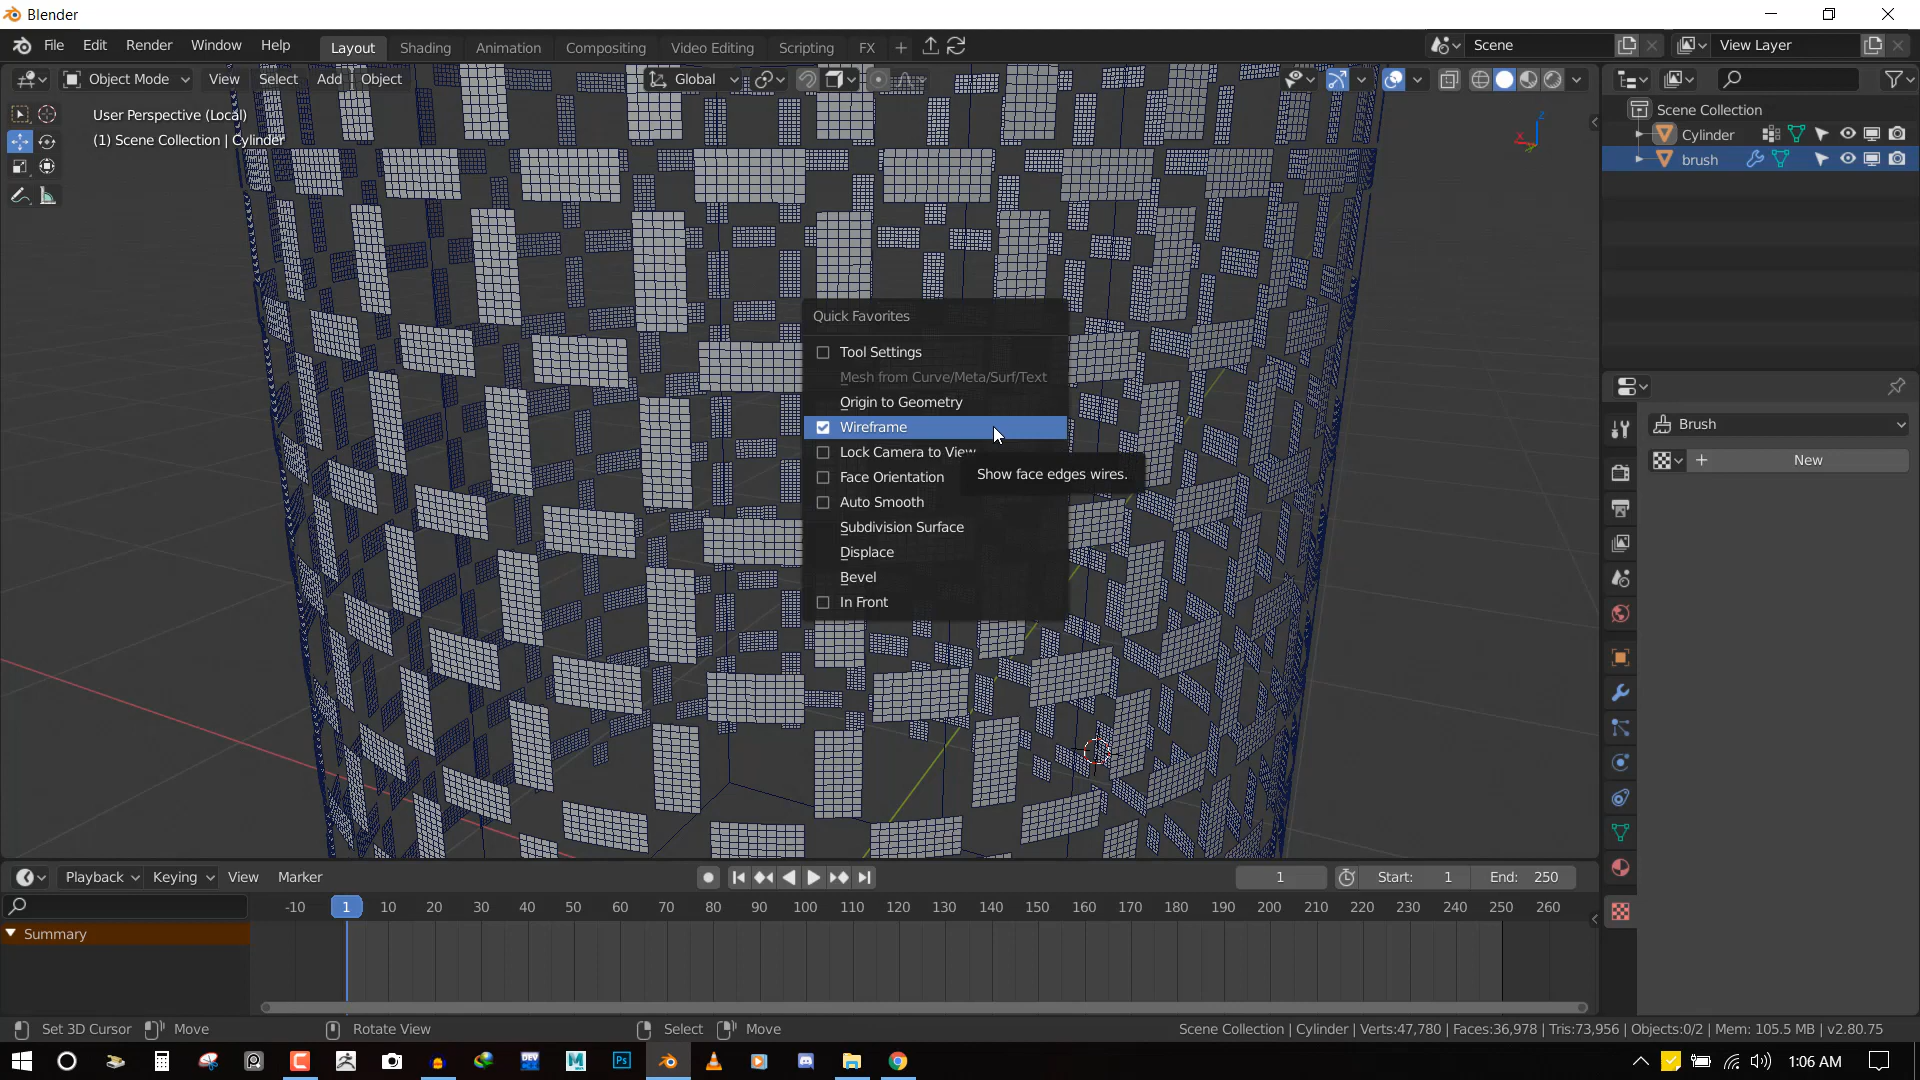 Blender
File Edit Render Window Help Layout Shading Animation Compositing Video Editing Scripting FX + Scene View Layer
Object Mode View Select Add Object Global
User Perspective (Local)
(1) Scene Collection | Cylinder
Z
X
Scene Collection
Cylinder
brush
Quick Favorites
Tool Settings
Mesh from Curve/Meta/Surf/Text
Origin to Geometry
Wireframe
Lock Camera to View
Show face edges wires.
Face Orientation
Auto Smooth
Subdivision Surface
Displace
Bevel
In Front
Brush
+ New
Playback Keying View Marker 1 Start: 1 End: 250
-10 1 10 20 30 40 50 60 70 80 90 100 110 120 130 140 150 160 170 180 190 200 210 220 230 240 250 260
Summary
Set 3D Cursor Move Rotate View Select Move Scene Collection | Cylinder | Verts:47,780 | Faces:36,978 | Tris:73,956 | Objects:0/2 | Mem: 105.5 MB | v2.80.75
DEV Ps 1:06 AM